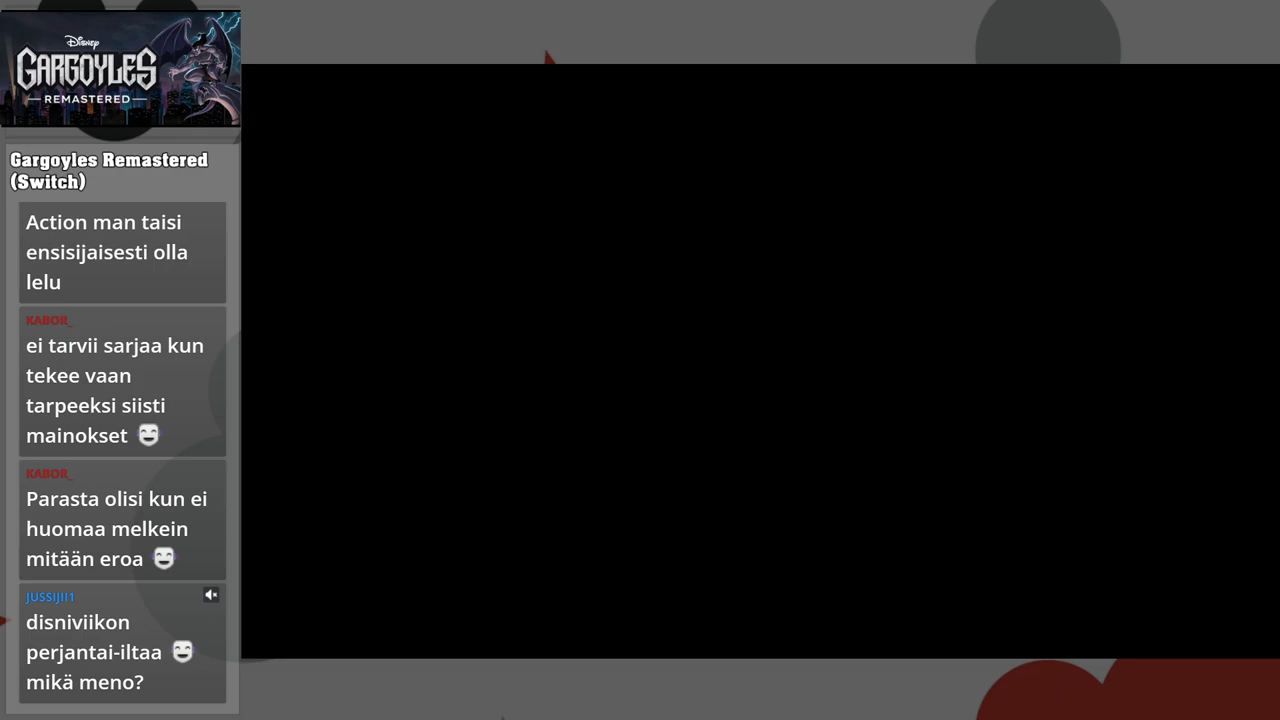 Disney
GARGOYLES
REMASTERED
Gargoyles Remastered
(Switch)
Action man taisi
ensisijaisesti olla
lelu
KABOR_
ei tarvii sarjaa kun
tekee vaan
tarpeeksi siisti
mainokset
KABOR_
Parasta olisi kun ei
huomaa melkein
mitään eroa
JUSSIJII1
disniviikon
perjantai-iltaa
mikä meno?